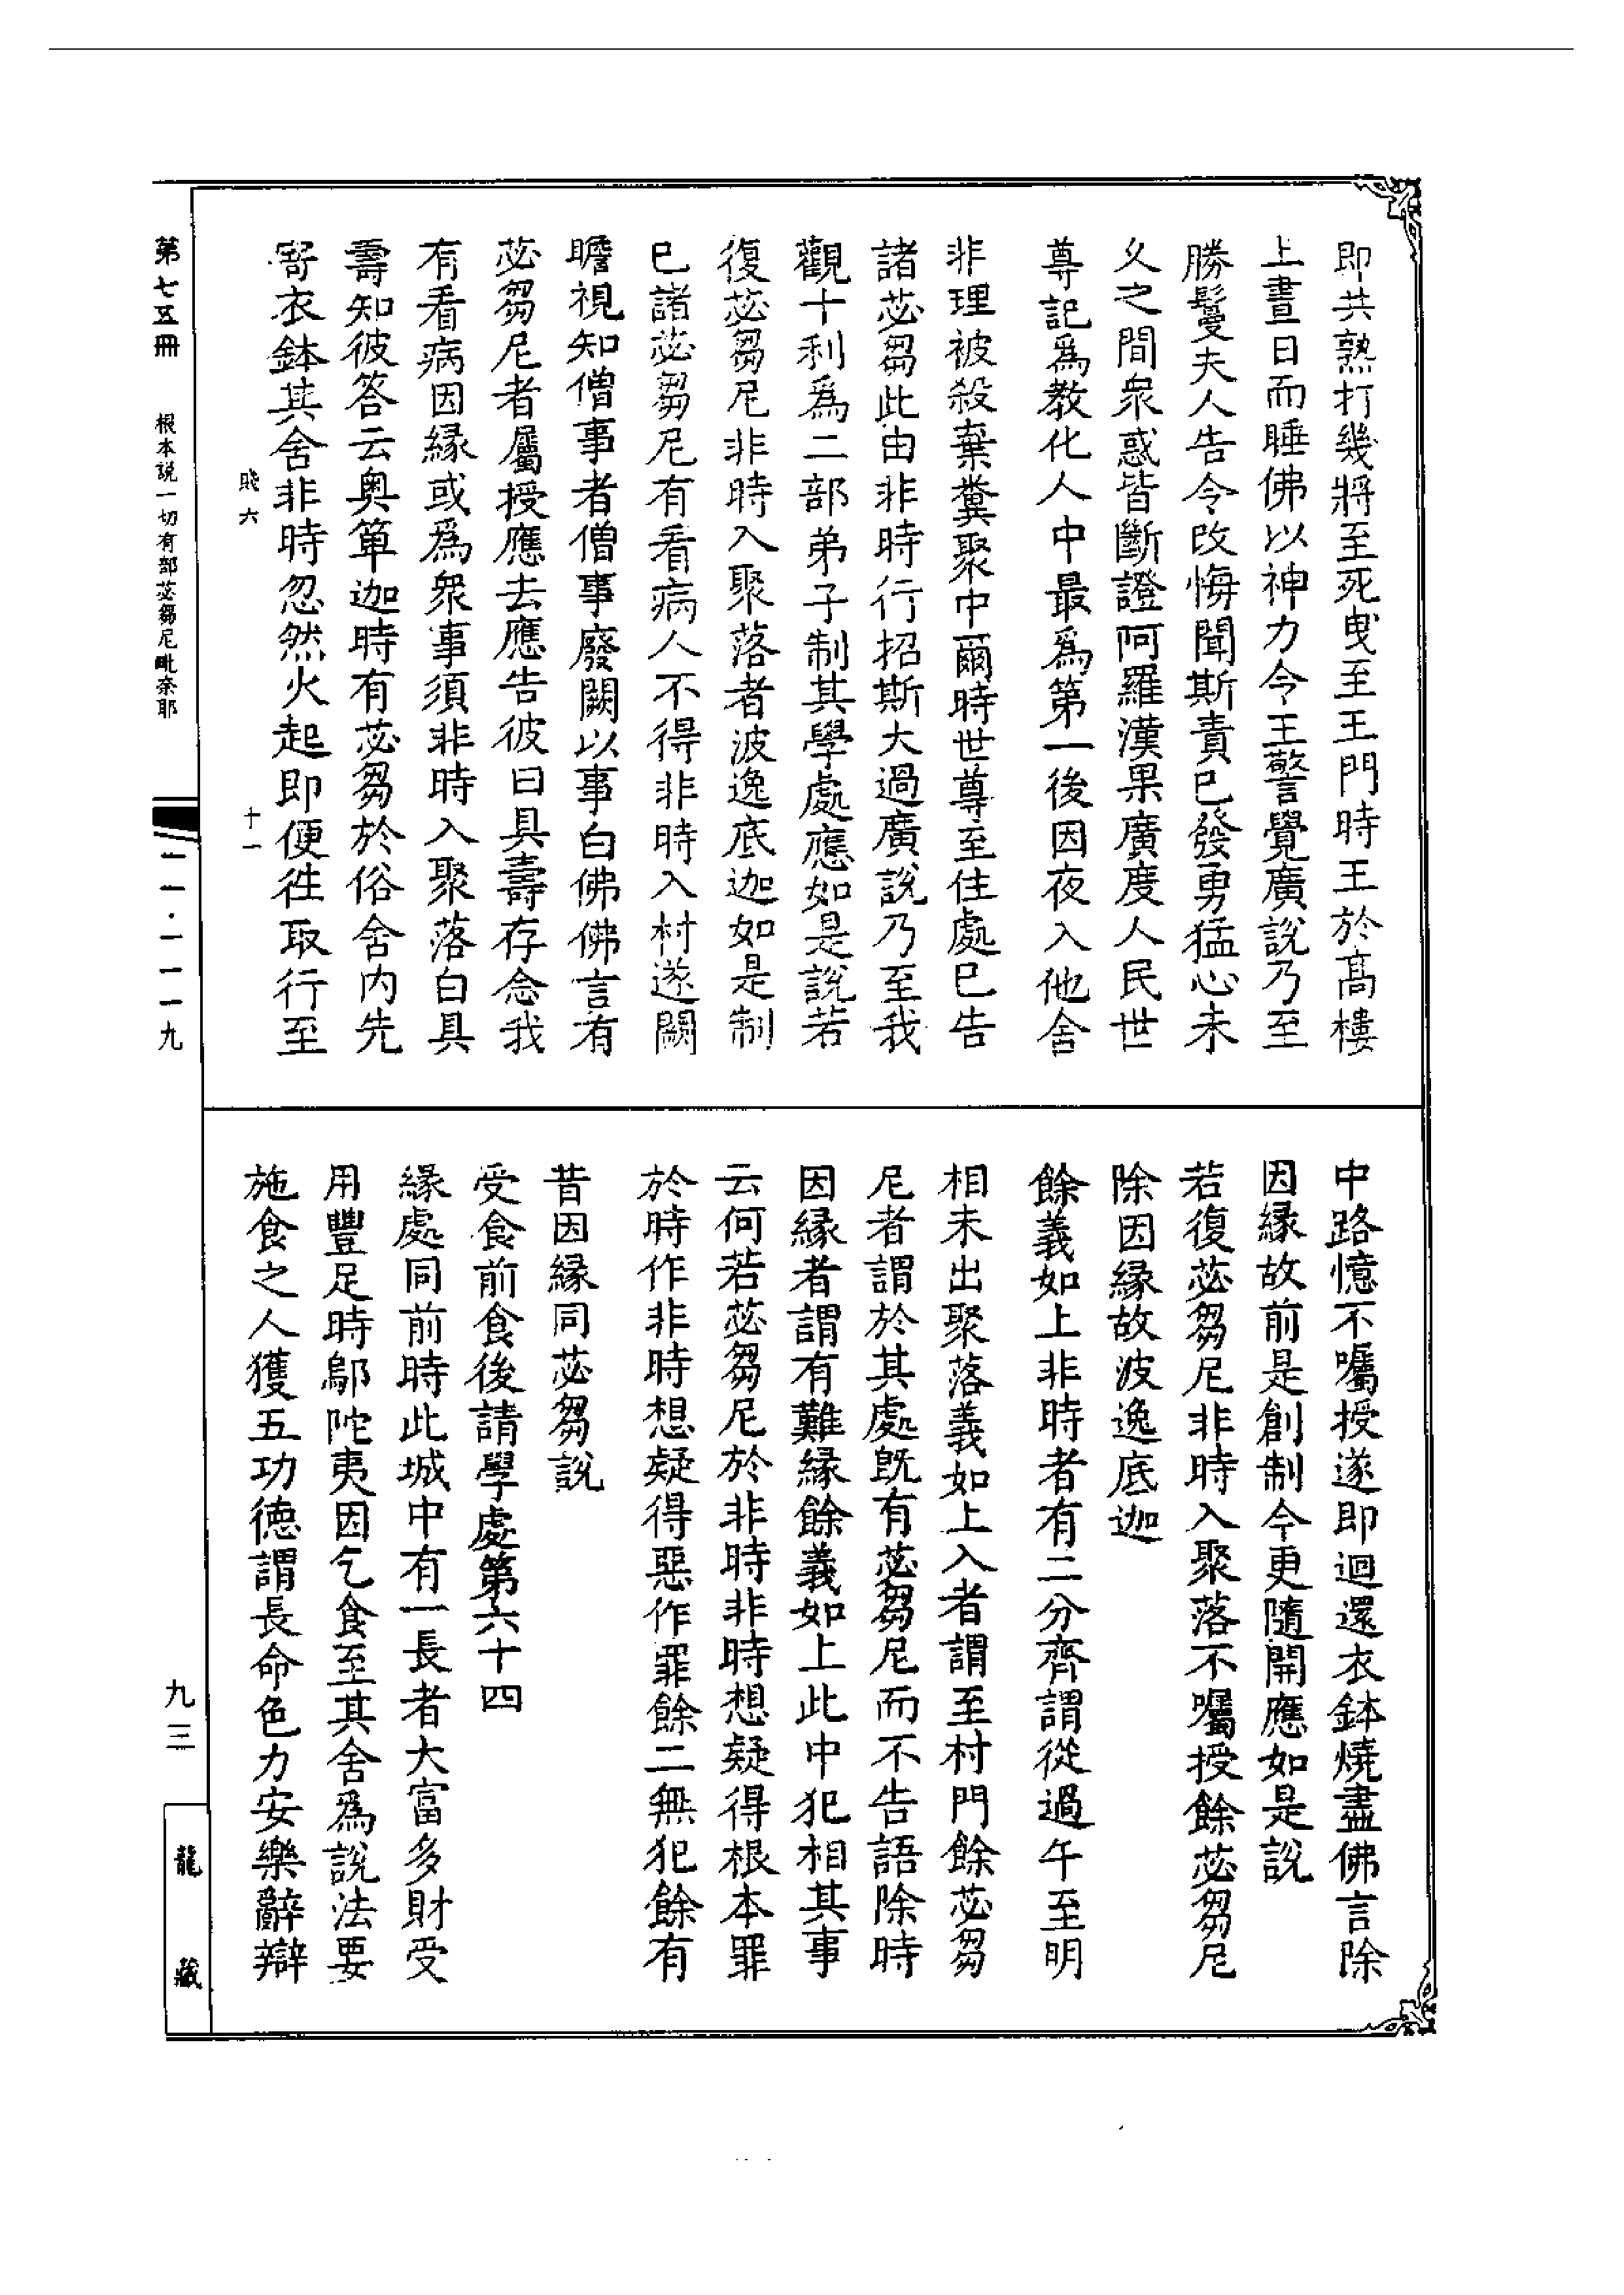 即共熟打幾將至死曳至王門時王於高樓
上晝日而睡佛以神力令王警覺廣說乃至
勝鬘夫人告令改悔聞斯責已發勇猛心未
久之間衆惑皆斷證阿羅漢果廣度人民世
尊記爲教化人中最爲第一後因夜入他舍
非理被殺棄糞聚中爾時世尊至住處已告
諸苾芻此由非時行招斯大過廣說乃至我
觀十利爲二部弟子制其學處應如是說若
復苾芻尼非時入聚落者波逸底迦如是制
已諸苾芻尼有看病人不得非時入村遂闕
瞻視知僧事者僧事廢闕以事白佛佛言有
苾芻尼者屬授應去應告彼曰具壽存念我
有看病因緣或爲衆事須非時入聚落白具
壽知彼答云奧箄迦時有苾芻於俗舍內先
寄衣鉢其舍非時忽然火起即便往取行至
賤六 十一
中路憶不囑授遂即迴還衣鉢燒盡佛言除
因緣故前是創制今更隨開應如是說
若復苾芻尼非時入聚落不囑授餘苾芻尼
除因緣故波逸底迦
餘義如上非時者有二分齊謂從過午至明
相未出聚落義如上入者謂至村門餘苾芻
尼者謂於其處旣有苾芻尼而不告語除時
因緣者謂有難緣餘義如上此中犯相其事
云何若苾芻尼於非時非時想疑得根本罪
於時作非時想疑得惡作罪餘二無犯餘有
昔因緣同苾芻說
受食前食後請學處第六十四
緣處同前時此城中有一長者大富多財受
用豐足時鄔陀夷因乞食至其舍爲說法要
施食之人獲五功德謂長命色力安樂辭辯
第七五冊 根本說一切有部苾芻尼毗奈耶
一一·一一一九
九三
龍藏